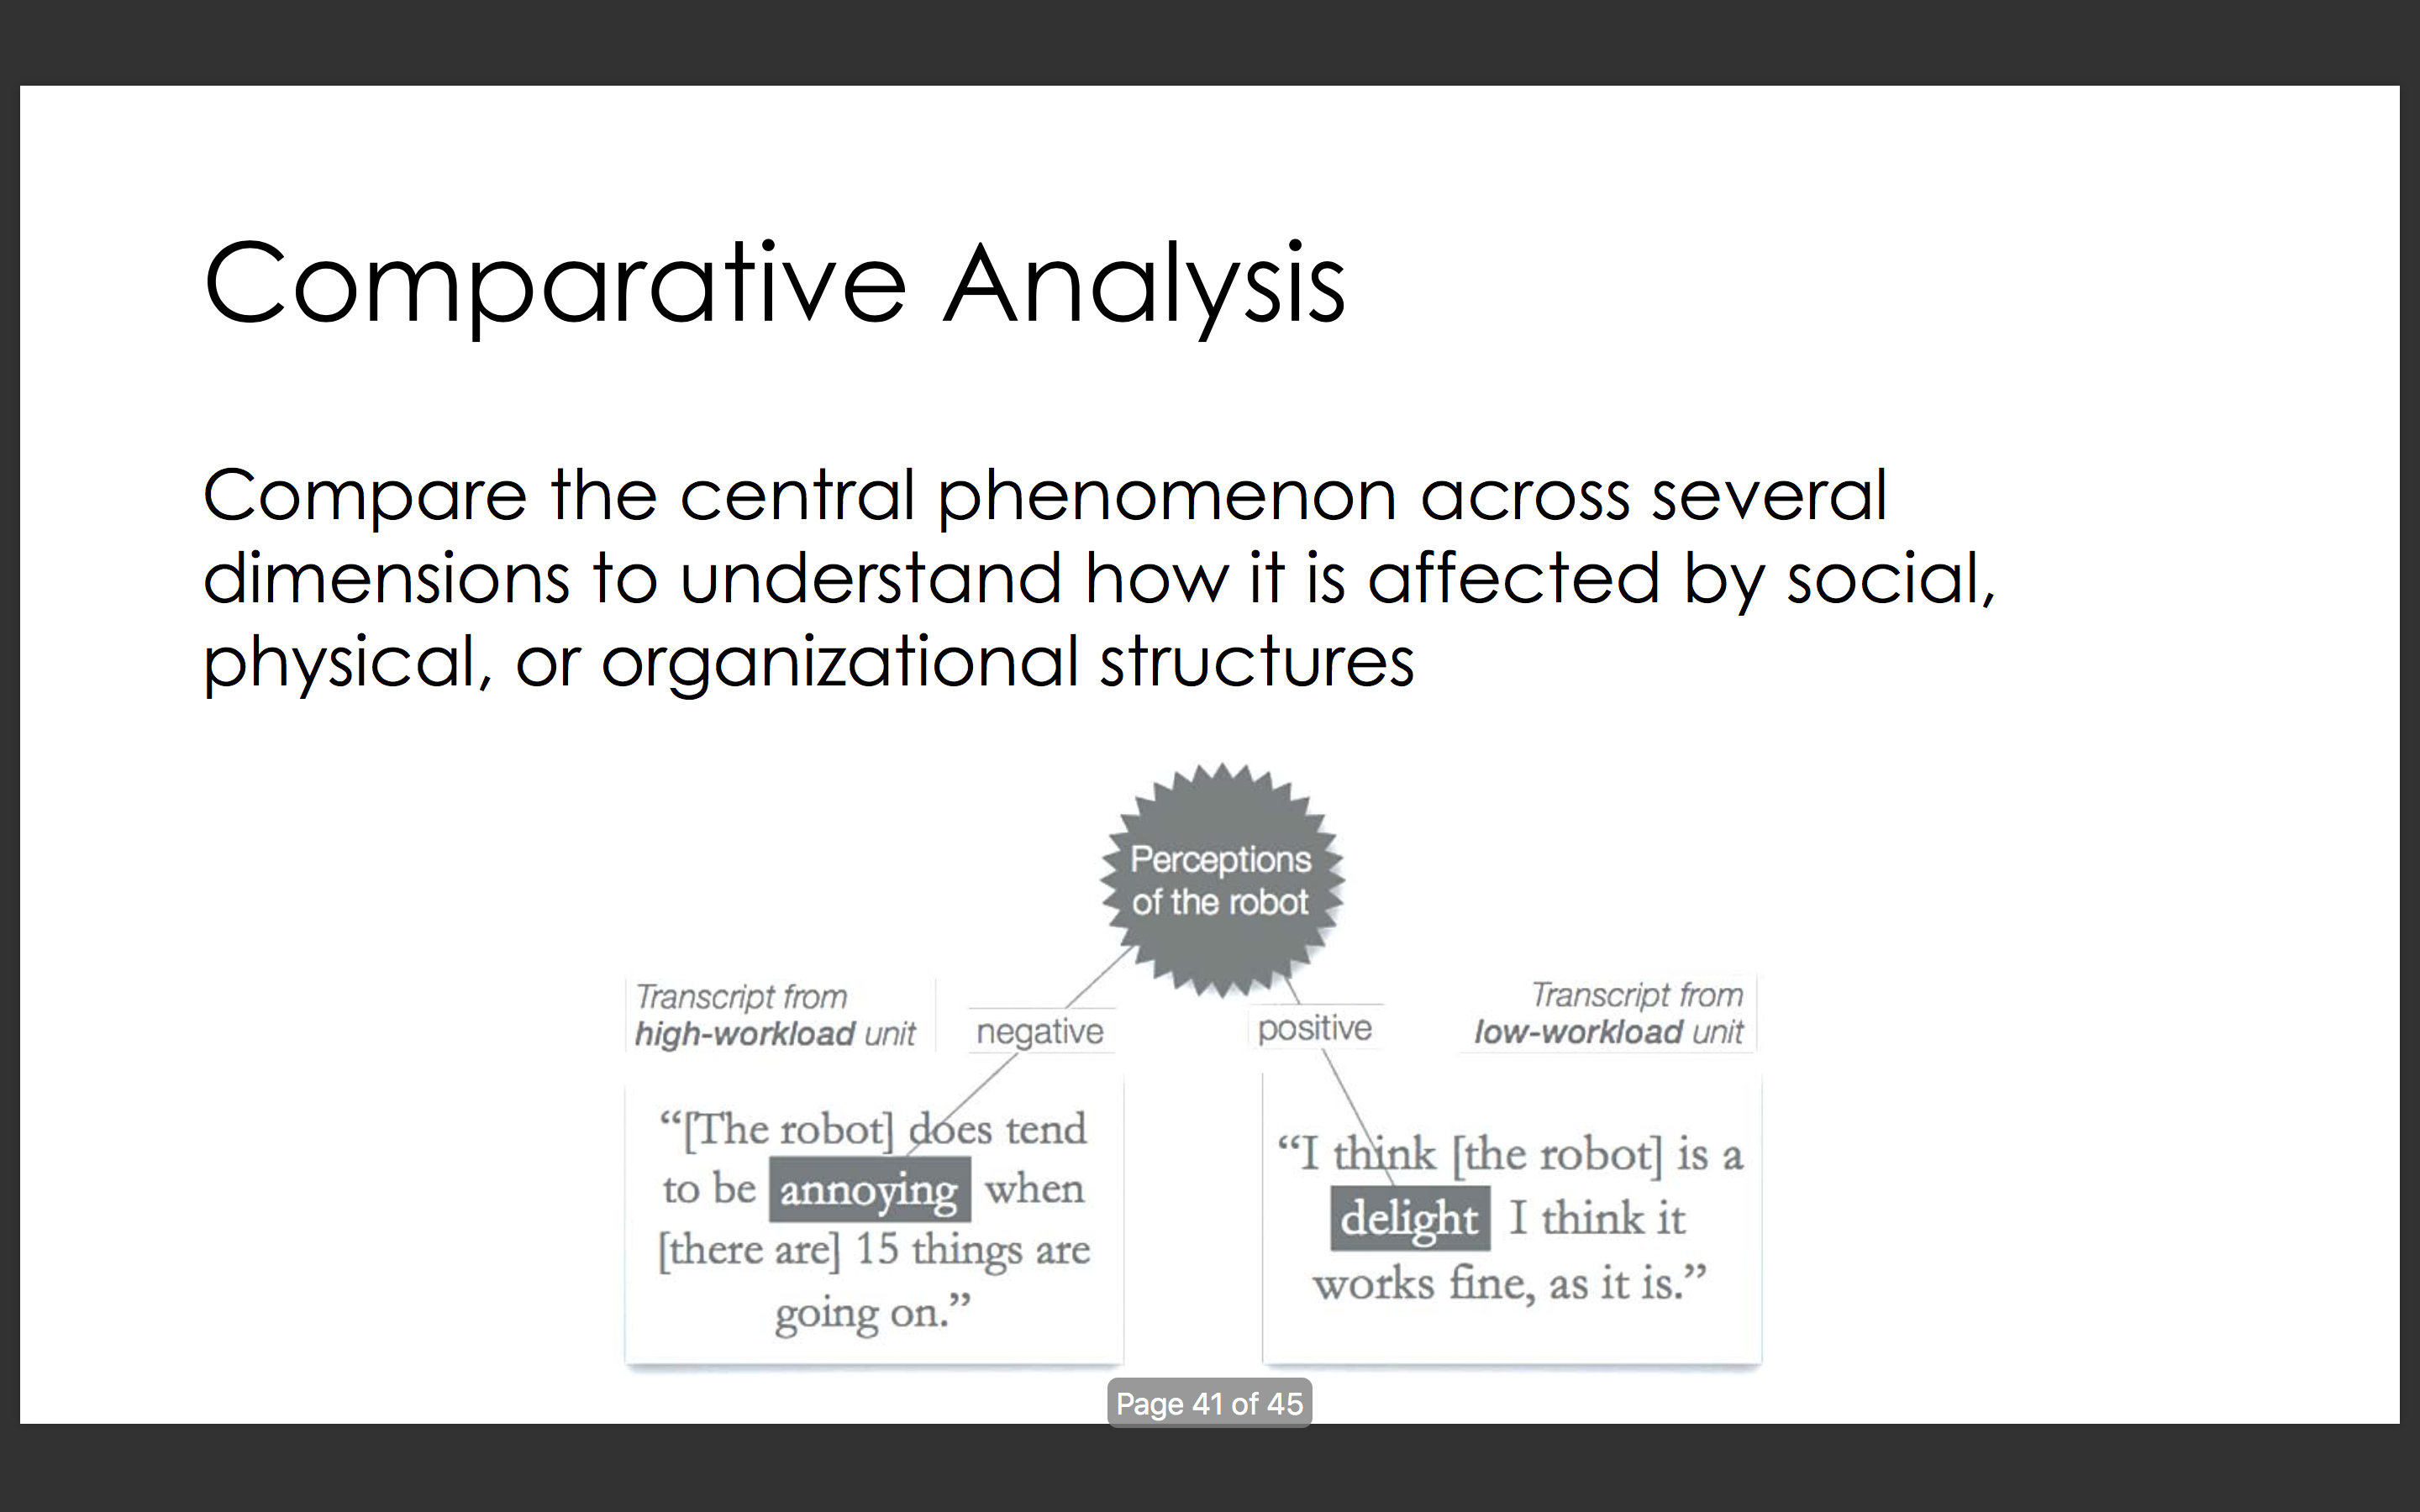 Comparative Analysis
Compare the central phenomenon across several
dimensions to understand how it is affected by social,
physical, or organizational structures
Perceptions
of the robot
Transcript from
high-workload unit
negative
positive
Transcript from
low-workload unit
“[The robot] does tend
to be annoying when
[there are] 15 things are
going on.”
“I think [the robot] is a
delight I think it
works fine, as it is.”
Page 41 of 45